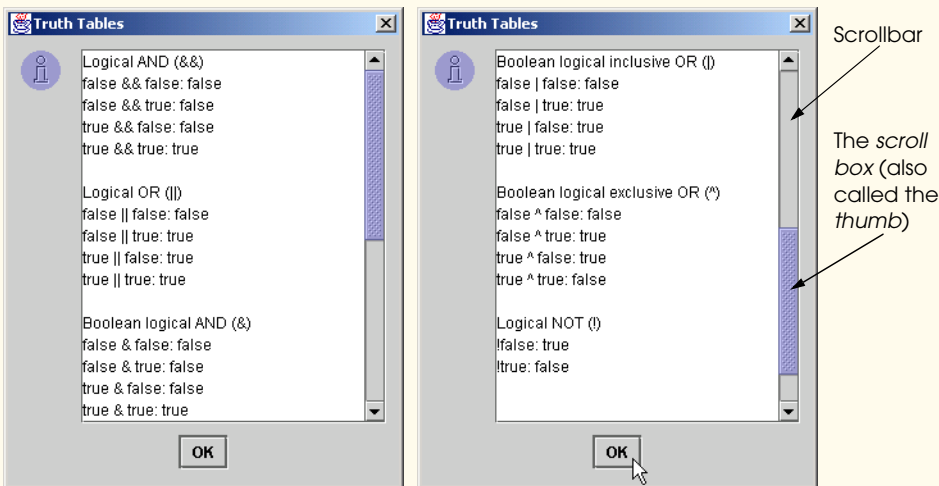 Truth Tables
Logical AND (&&)
false && false: false
false && true: false
true && false: false
true && true: true
Logical OR (||)
false || false: false
false || true: true
true || false: true
true || true: true
Boolean logical AND (&)
false & false: false
false & true: false
true & false: false
true & true: true
OK
Truth Tables
Boolean logical inclusive OR (|)
false | false: false
false | true: true
true | false: true
true | true: true
Boolean logical exclusive OR (^)
false ^ false: false
false ^ true: true
true ^ false: true
true ^ true: false
Logical NOT (!)
!false: true
!true: false
OK
Scrollbar
The scroll
box (also
called the
thumb)